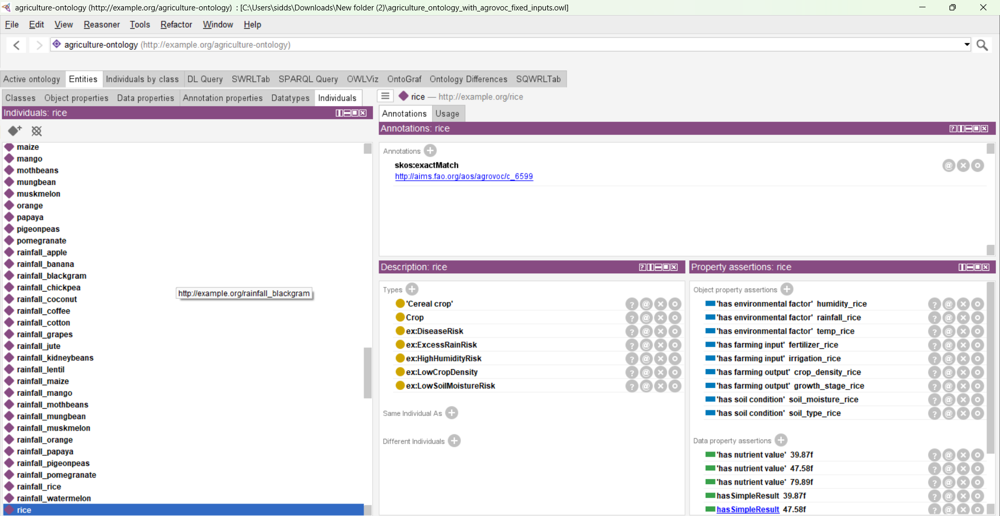 agriculture-ontology (http://example.org/agriculture-ontology) : [C:\Users\sidds\Downloads\New folder (2)\agriculture_ontology_with_agrovoc_fixed_inputs.owl]
File Edit View Reasoner Tools Refactor Window Help
agriculture-ontology (http://example.org/agriculture-ontology)
Active ontology Entities Individuals by class DL Query SWRLTab SPARQL Query OWLViz OntoGraf Ontology Differences SQWRLTab
Classes Object properties Data properties Annotation properties Datatypes Individuals
Individuals: rice
maize
mango
mothbeans
mungbean
muskmelon
orange
papaya
pigeonpeas
pomegranate
rainfall_apple
rainfall_banana
rainfall_blackgram
rainfall_chickpea
http://example.org/rainfall_blackgram
rainfall_coconut
rainfall_coffee
rainfall_cotton
rainfall_grapes
rainfall_jute
rainfall_kidneybeans
rainfall_lentil
rainfall_maize
rainfall_mango
rainfall_mothbeans
rainfall_mungbean
rainfall_muskmelon
rainfall_orange
rainfall_papaya
rainfall_pigeonpeas
rainfall_pomegranate
rainfall_rice
rainfall_watermelon
rice
rice — http://example.org/rice
Annotations Usage
Annotations: rice
Annotations
skos:exactMatch
http://aims.fao.org/aos/agrovoc/c_6599
Description: rice
Types
'Cereal crop'
Crop
ex:DiseaseRisk
ex:ExcessRainRisk
ex:HighHumidityRisk
ex:LowCropDensity
ex:LowSoilMoistureRisk
Same Individual As
Different Individuals
Property assertions: rice
Object property assertions
'has environmental factor' humidity_rice
'has environmental factor' rainfall_rice
'has environmental factor' temp_rice
'has farming input' fertilizer_rice
'has farming input' irrigation_rice
'has farming output' crop_density_rice
'has farming output' growth_stage_rice
'has soil condition' soil_moisture_rice
'has soil condition' soil_type_rice
Data property assertions
'has nutrient value' 39.87f
'has nutrient value' 47.58f
'has nutrient value' 79.89f
hasSimpleResult 39.87f
hasSimpleResult 47.58f